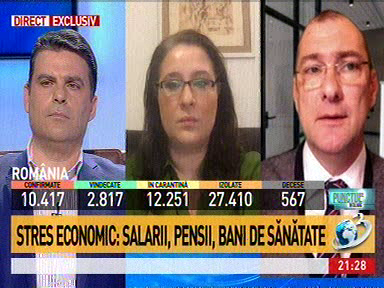 DIRECT EXCLUSIV
ROMÂNIA
CONFIRMATE VINDECATE ÎN CARANTINĂ IZOLATE DECESE
10.417 2.817 12.251 27.410 567
PUNCTUL
STRES ECONOMIC: SALARII, PENSII, BANI DE SĂNĂTATE
21:28